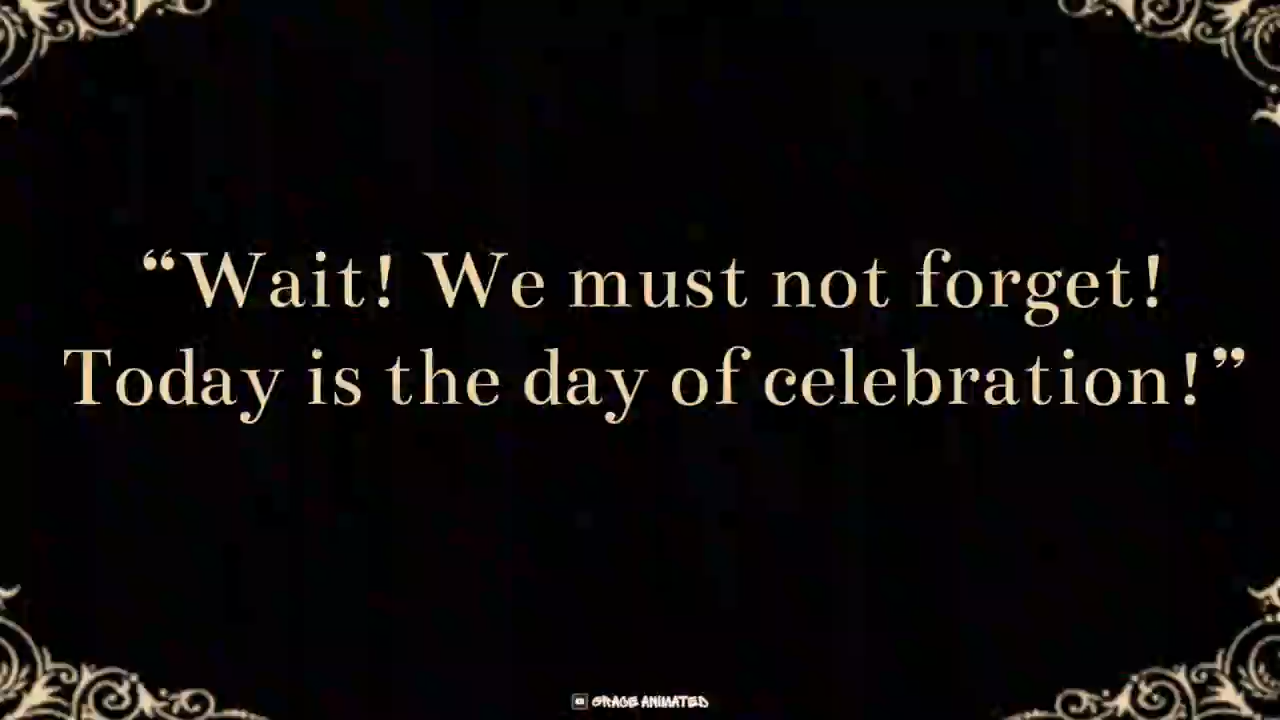 “Wait! We must not forget!
Today is the day of celebration!”
GRACE ANIMATED